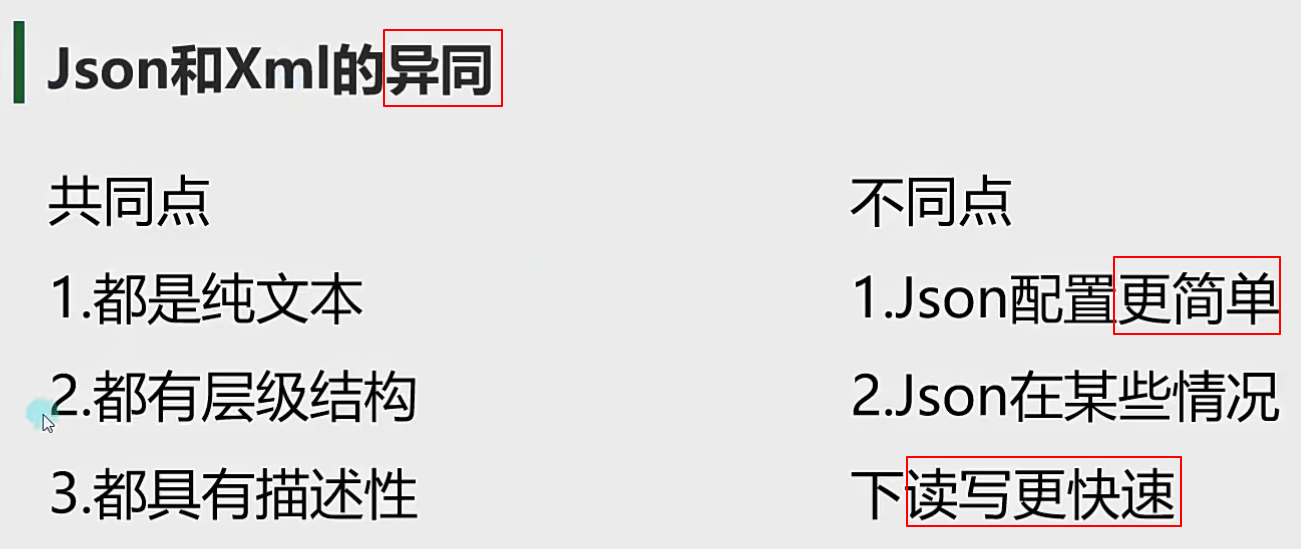 Json和Xml的异同
共同点
1.都是纯文本
2.都有层级结构
3.都具有描述性
不同点
1.Json配置更简单
2.Json在某些情况
下读写更快速